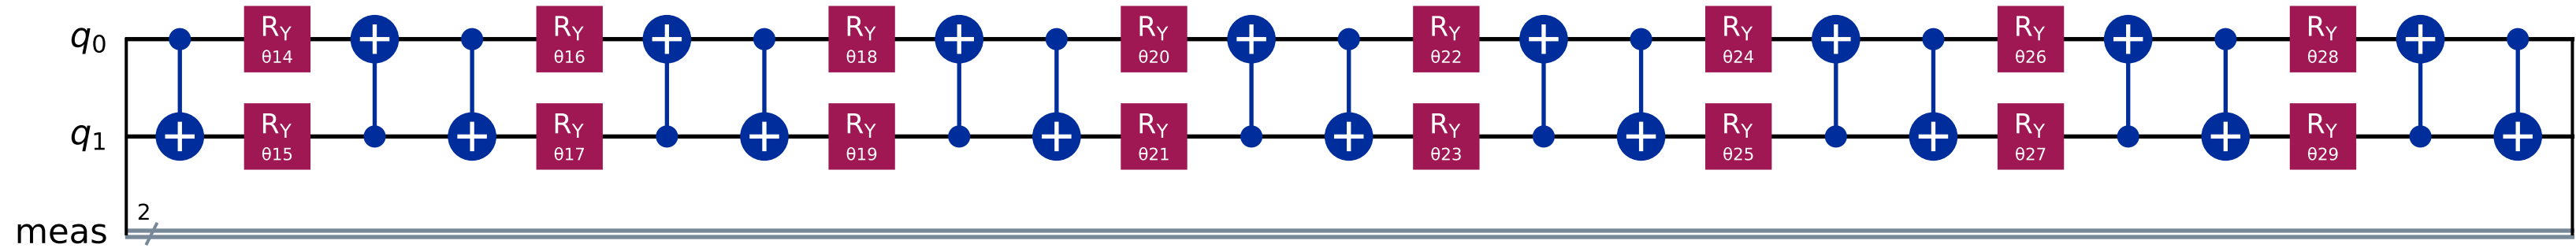 q0 RY RY RY RY RY RY RY RY
θ14 θ16 θ18 θ20 θ22 θ24 θ26 θ28
q1 RY RY RY RY RY RY RY RY
θ15 θ17 θ19 θ21 θ23 θ25 θ27 θ29
2
meas